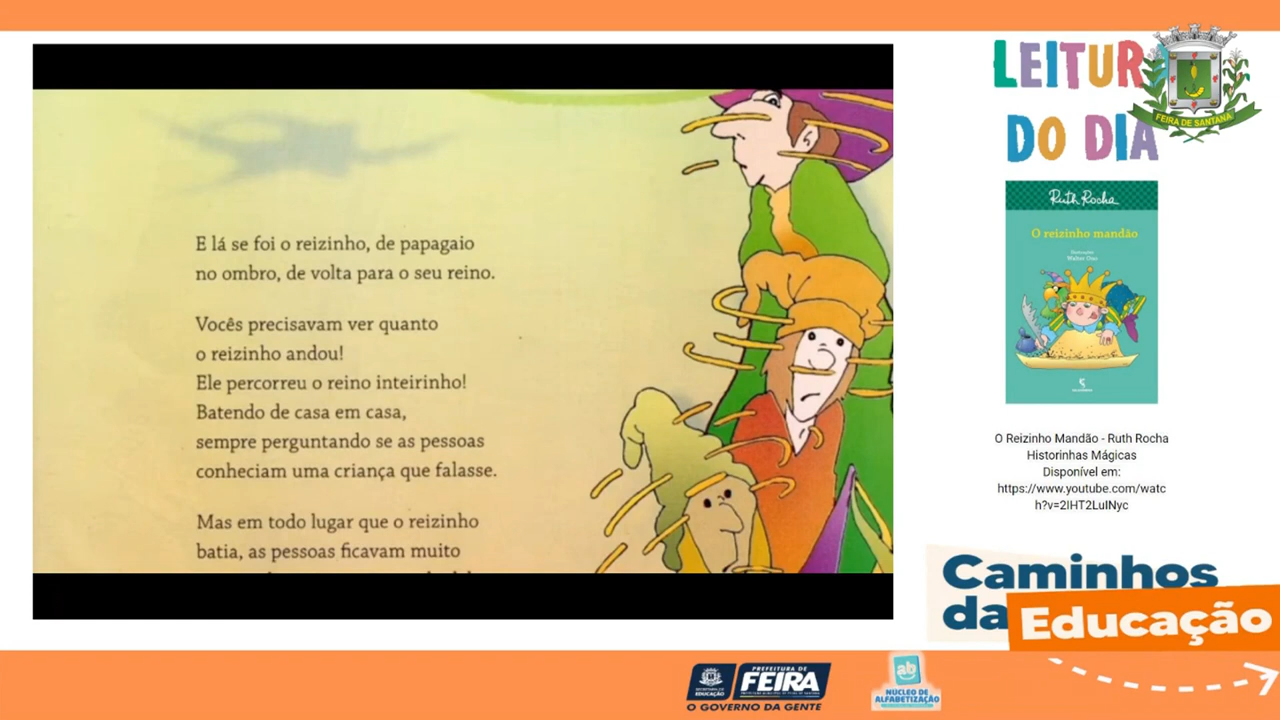 E lá se foi o reizinho, de papagaio
no ombro, de volta para o seu reino.
Vocês precisavam ver quanto
o reizinho andou!
Ele percorreu o reino inteirinho!
Batendo de casa em casa,
sempre perguntando se as pessoas
conheciam uma criança que falasse.
Mas em todo lugar que o reizinho
batia, as pessoas ficavam muito
LEITUR
DO DIA
FEIRA DE SANTANA
Ruth Rocha
O reizinho mandão
Walter Ono
O Reizinho Mandão - Ruth Rocha
Historinhas Mágicas
Disponível em:
https://www.youtube.com/watc
h?v=2IHT2LuINyc
Caminhos
da Educação
SECRETARIA DE
EDUCAÇÃO
PREFEITURA DE
FEIRA
O GOVERNO DA GENTE
ab
NÚCLEO DE
ALFABETIZAÇÃO